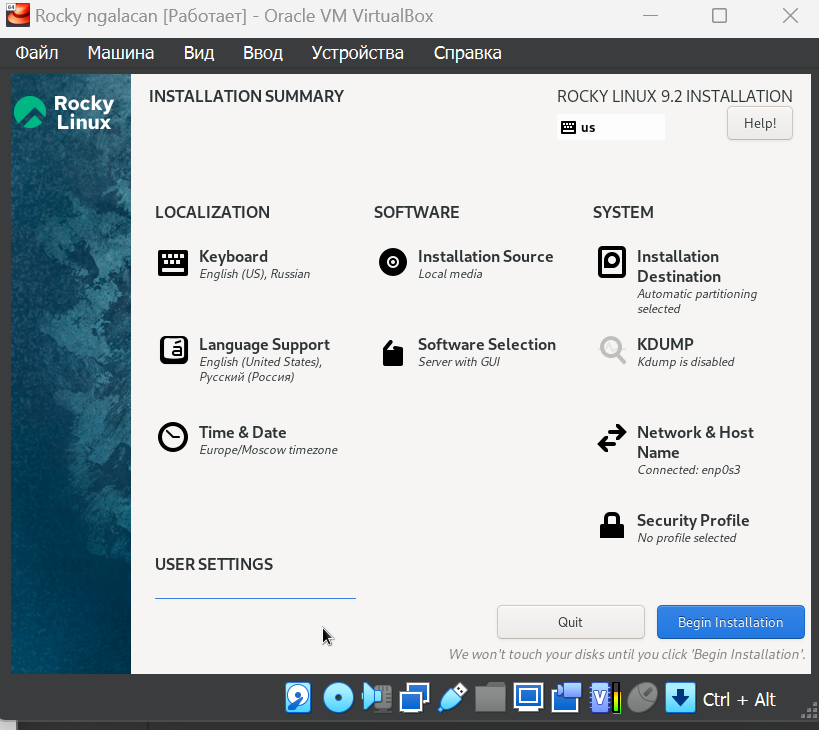 Rocky ngalacan [Работает] - Oracle VM VirtualBox
Файл Машина Вид Ввод Устройства Справка
Rocky
Linux
INSTALLATION SUMMARY
ROCKY LINUX 9.2 INSTALLATION
us
Help!
LOCALIZATION
Keyboard
English (US), Russian
Language Support
English (United States),
Русский (Россия)
Time & Date
Europe/Moscow timezone
SOFTWARE
Installation Source
Local media
Software Selection
Server with GUI
SYSTEM
Installation
Destination
Automatic partitioning
selected
KDUMP
Kdump is disabled
Network & Host
Name
Connected: enp0s3
Security Profile
No profile selected
USER SETTINGS
Quit
Begin Installation
We won't touch your disks until you click 'Begin Installation'.
Ctrl + Alt